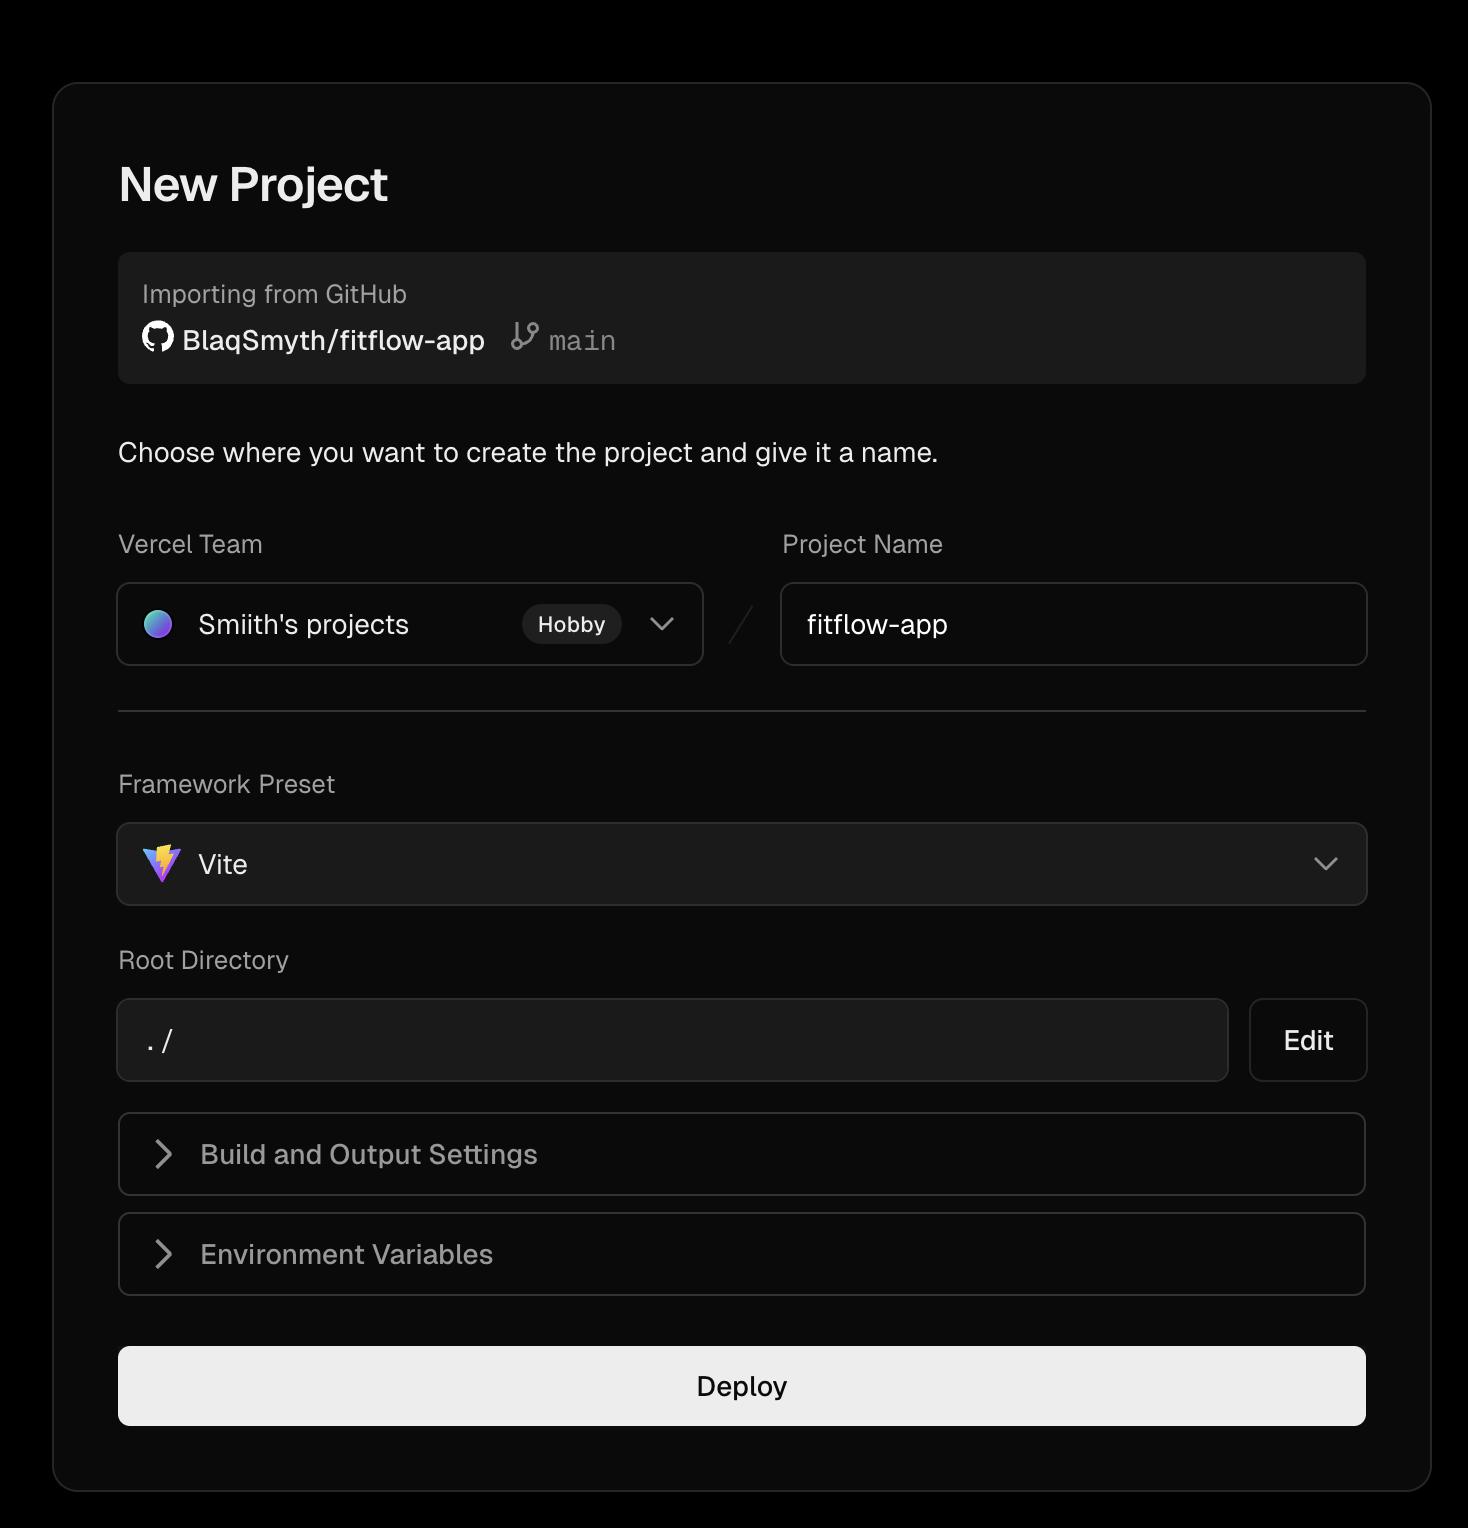 New Project
Importing from GitHub
BlaqSmyth/fitflow-app main
Choose where you want to create the project and give it a name.
Vercel Team
Project Name
Smiith's projects Hobby
/
fitflow-app
Framework Preset
Vite
Root Directory
./
Edit
Build and Output Settings
Environment Variables
Deploy